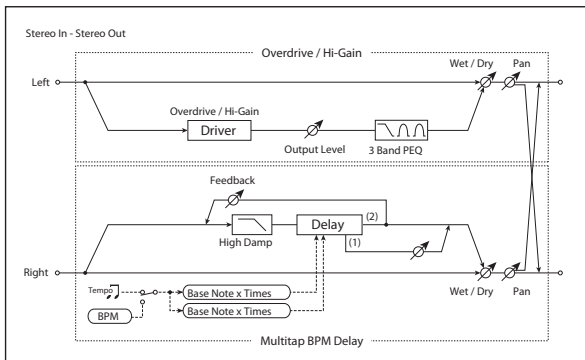 Stereo In - Stereo Out
Overdrive / Hi-Gain
Wet / Dry
Pan
Left
Overdrive / Hi-Gain
Driver
Output Level
3 Band PEQ
Feedback
High Damp
Delay
(2)
(1)
Right
Wet / Dry
Pan
Tempo
BPM
Base Note x Times
Base Note x Times
Multitap BPM Delay